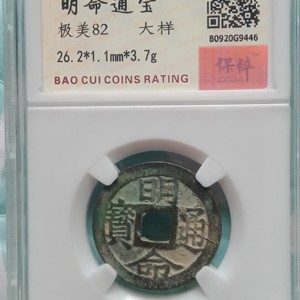 明命通宝
极美82 大样
26.2*1.1mm*3.7g
B0920G9446
保粹
BAO CUI COINS RATING
明命通寶